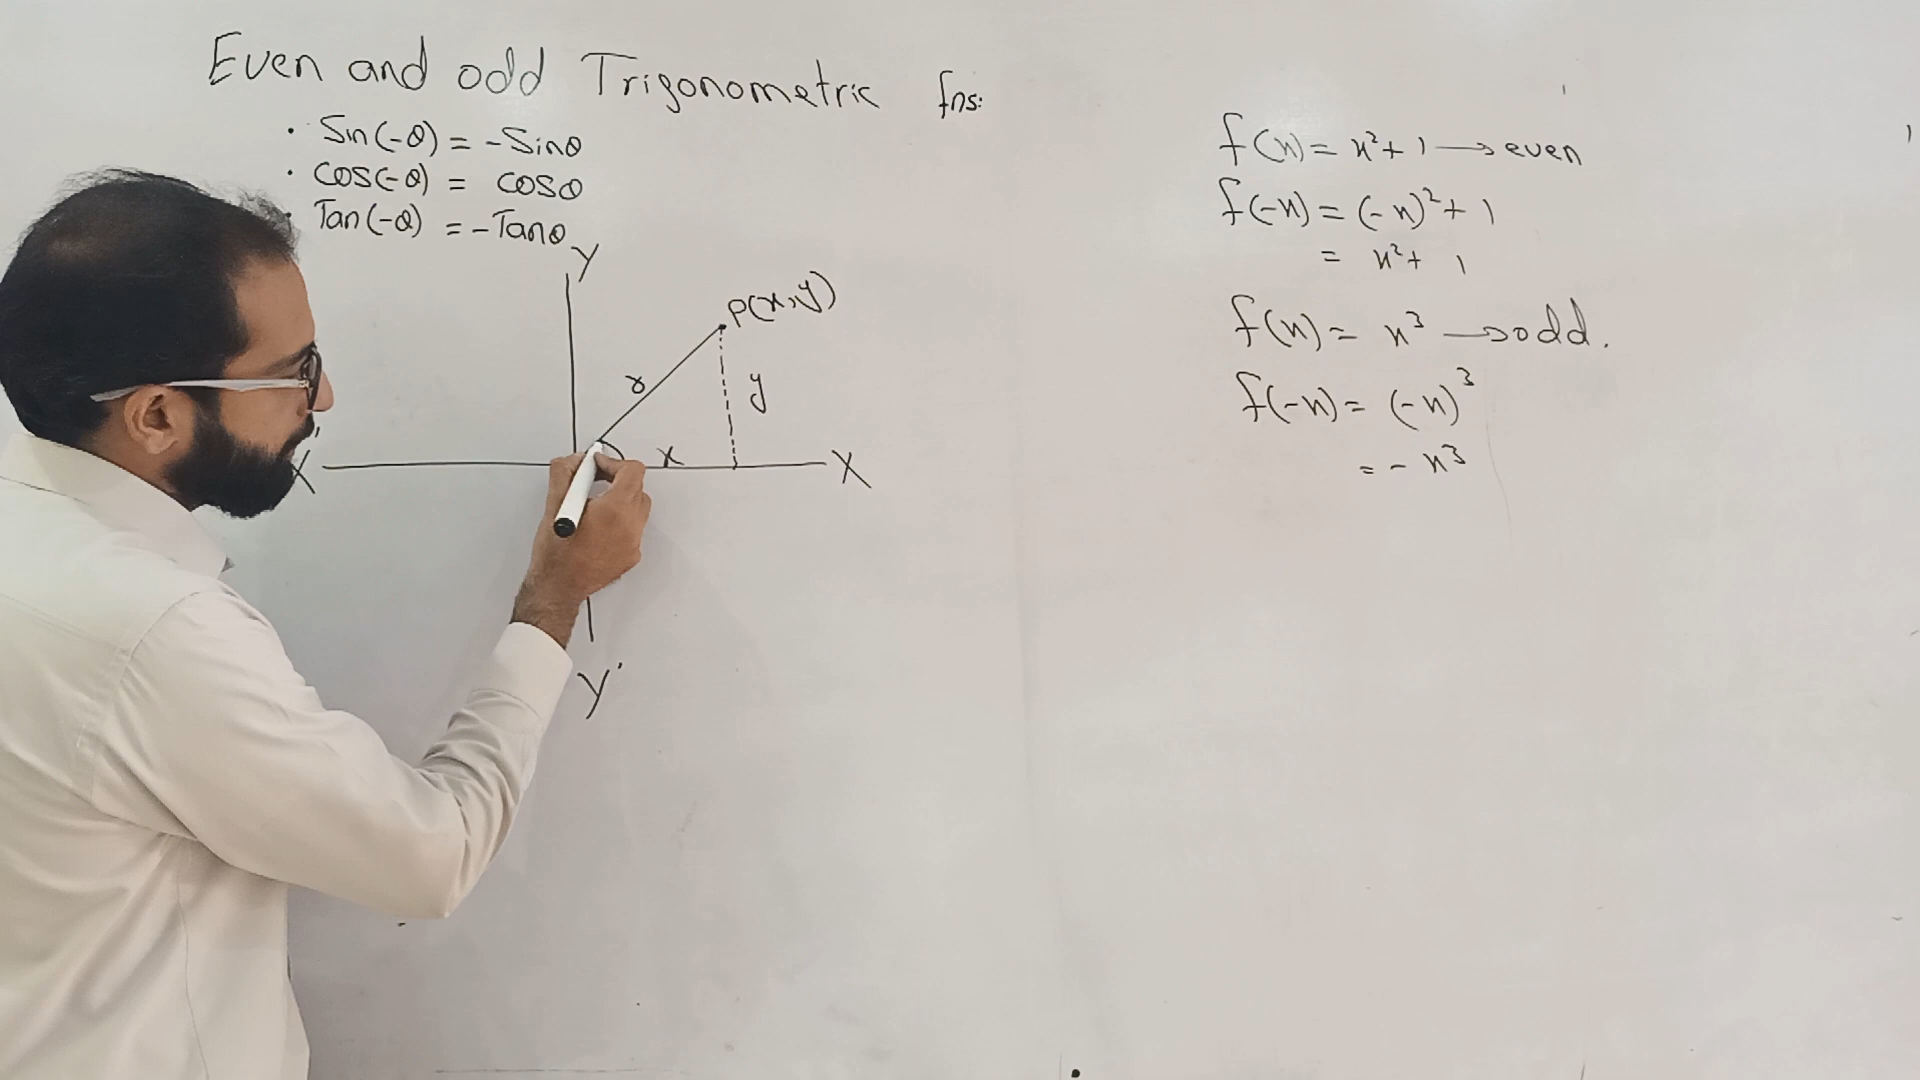 Even and odd Trigonometric fns:
• Sin(-θ) = -Sinθ
• cos(-θ) = cosθ
• Tan(-θ) = -Tanθ
Y
P(x,y)
r
y
x
X'
X
Y'
f(x) = x²+1 → even
f(-x) = (-x)²+1
= x²+1
f(x) = x³ → odd.
f(-x) = (-x)³
= -x³